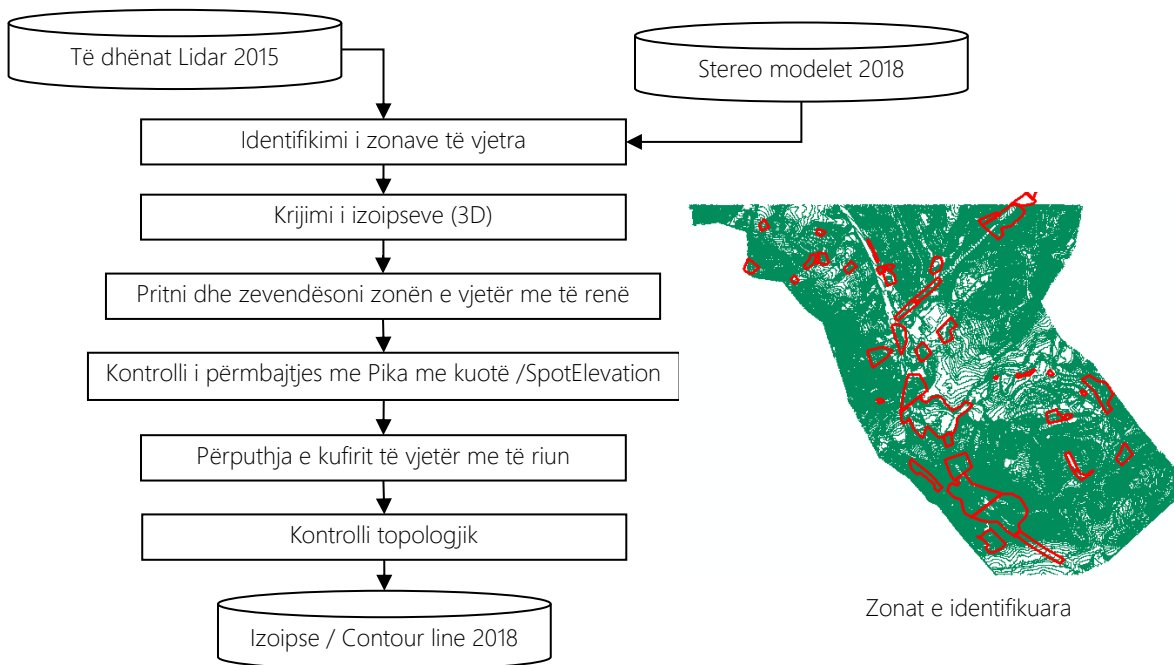 Të dhënat Lidar 2015
Stereo modelet 2018
Identifikimi i zonave të vjetra
Krijimi i izoipseve (3D)
Pritni dhe zevendësoni zonën e vjetër me të renë
Kontrolli i përmbajtjes me Pika me kuotë /SpotElevation
Përputhja e kufirit të vjetër me të riun
Kontrolli topologjik
Izoipse / Contour line 2018
Zonat e identifikuara